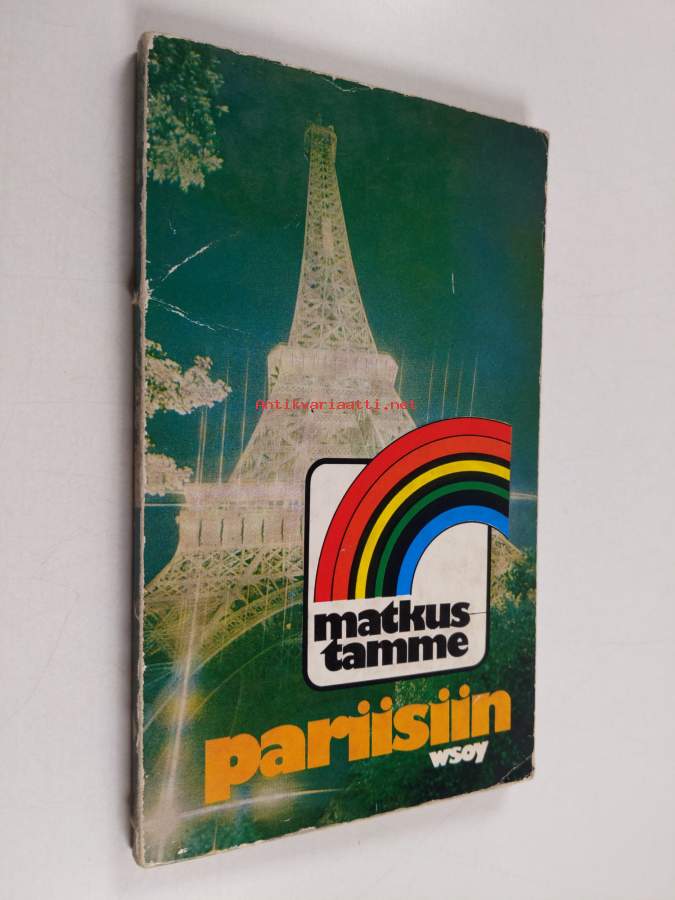 Antikvariaatti.net
matkus
tamme
pariisiin
wsoy